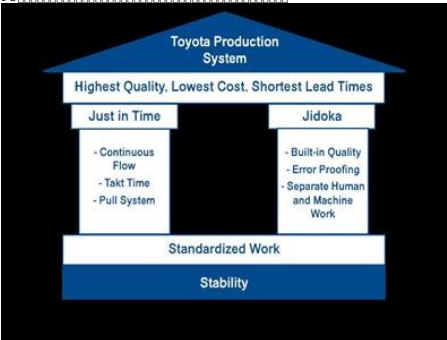 Toyota Production
System
Highest Quality, Lowest Cost, Shortest Lead Times
Just in Time
- Continuous
Flow
- Takt Time
- Pull System
Jidoka
- Built-in Quality
- Error Proofing
- Separate Human
and Machine
Work
Standardized Work
Stability